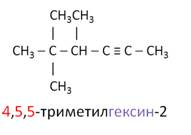 CH₃CH₃
CH₃ – C – CH – C ≡ C – CH₃
CH₃
4,5,5-триметилгексин-2